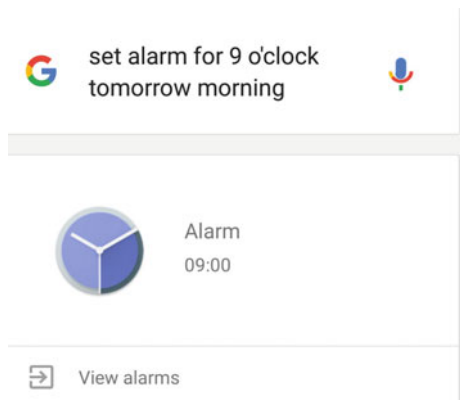 set alarm for 9 o'clock
tomorrow morning
Alarm
09:00
View alarms